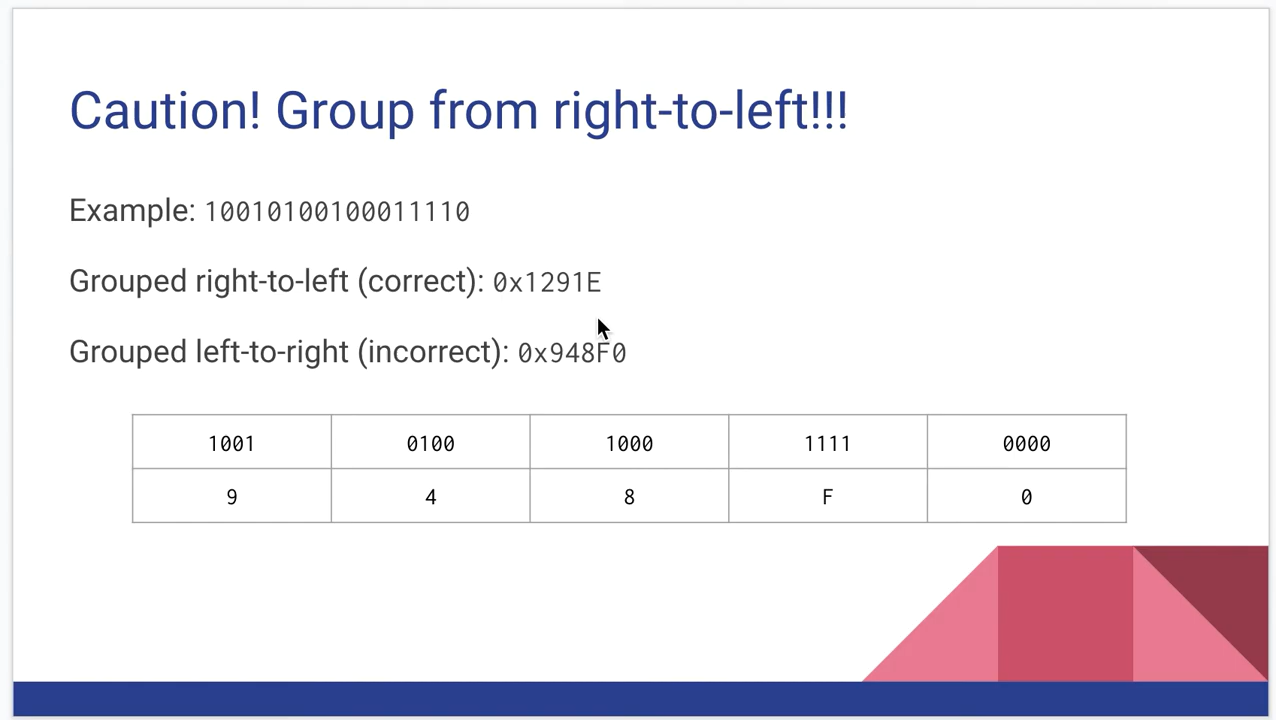 Caution! Group from right-to-left!!!
Example: 10010100100011110
Grouped right-to-left (correct): 0x1291E
Grouped left-to-right (incorrect): 0x948F0
1001 0100 1000 1111 0000
9 4 8 F 0